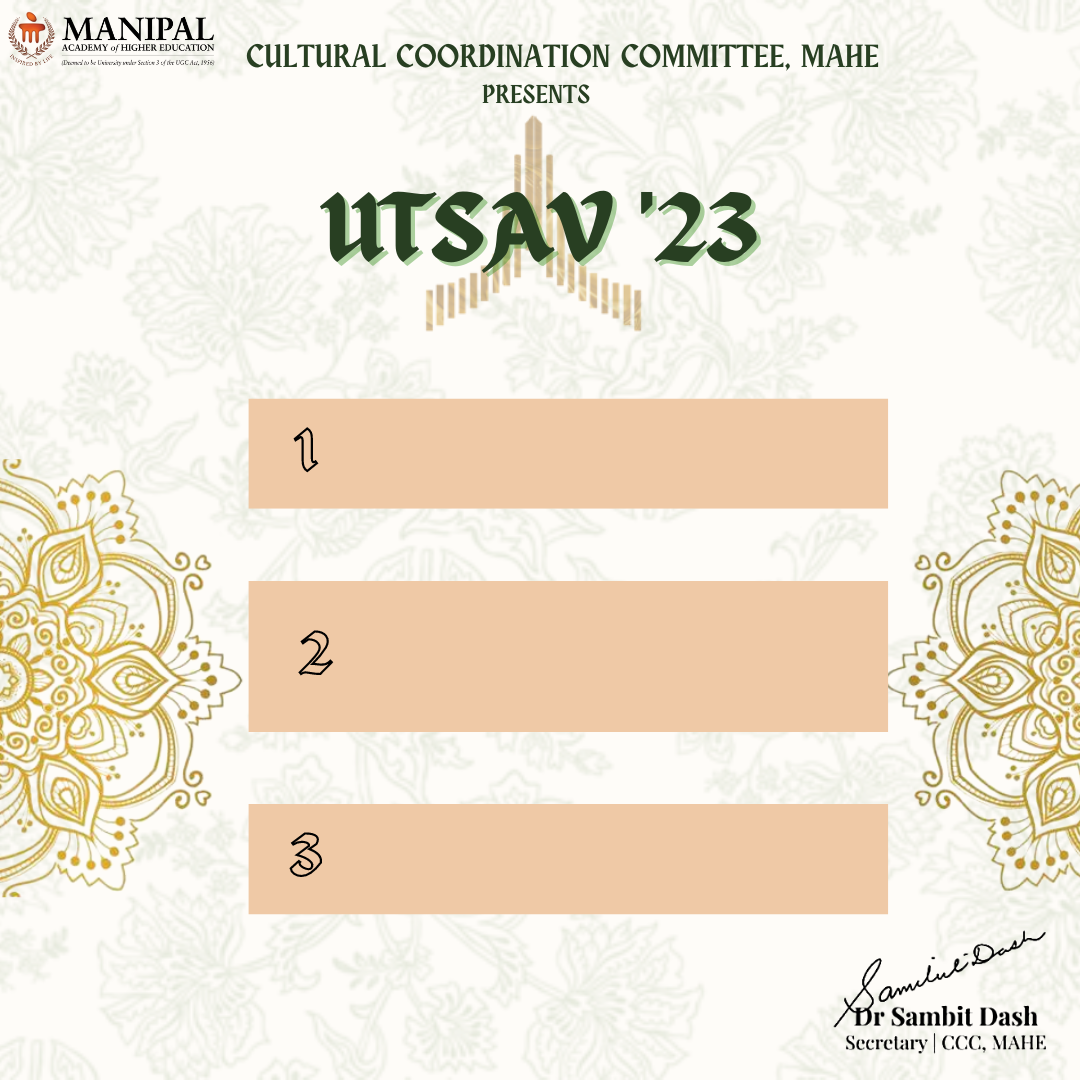 MANIPAL
ACADEMY of HIGHER EDUCATION
(Deemed to be University under Section 3 of the UGC Act, 1956)
INSPIRED BY LIFE
CULTURAL COORDINATION COMMITTEE, MAHE
PRESENTS
UTSAV '23
1
2
3
Sambit Dash
Dr Sambit Dash
Secretary | CCC, MAHE